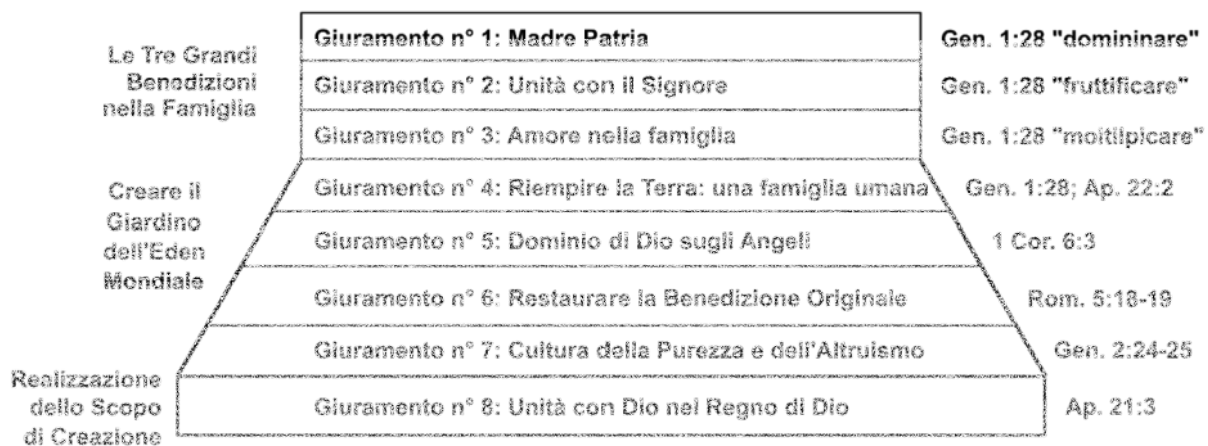 Le Tre Grandi
Benedizioni
nella Famiglia
Giuramento n° 1: Madre Patria
Gen. 1:28 "domininare"
Giuramento n° 2: Unità con il Signore
Gen. 1:28 "fruttificare"
Giuramento n° 3: Amore nella famiglia
Gen. 1:28 "moitilpicare"
Creare il
Giardino
dell'Eden
Mondiale
Giuramento n° 4: Riempire la Terra: una famiglia umana
Gen. 1:28; Ap. 22:2
Giuramento n° 5: Dominio di Dio sugli Angeli
1 Cor. 6:3
Giuramento n° 6: Restaurare la Benedizione Originale
Rom. 5:18-19
Giuramento n° 7: Cultura della Purezza e dell'Altruismo
Gen. 2:24-25
Realizzazione
dello Scopo
di Creazione
Giuramento n° 8: Unità con Dio nel Regno di Dio
Ap. 21:3